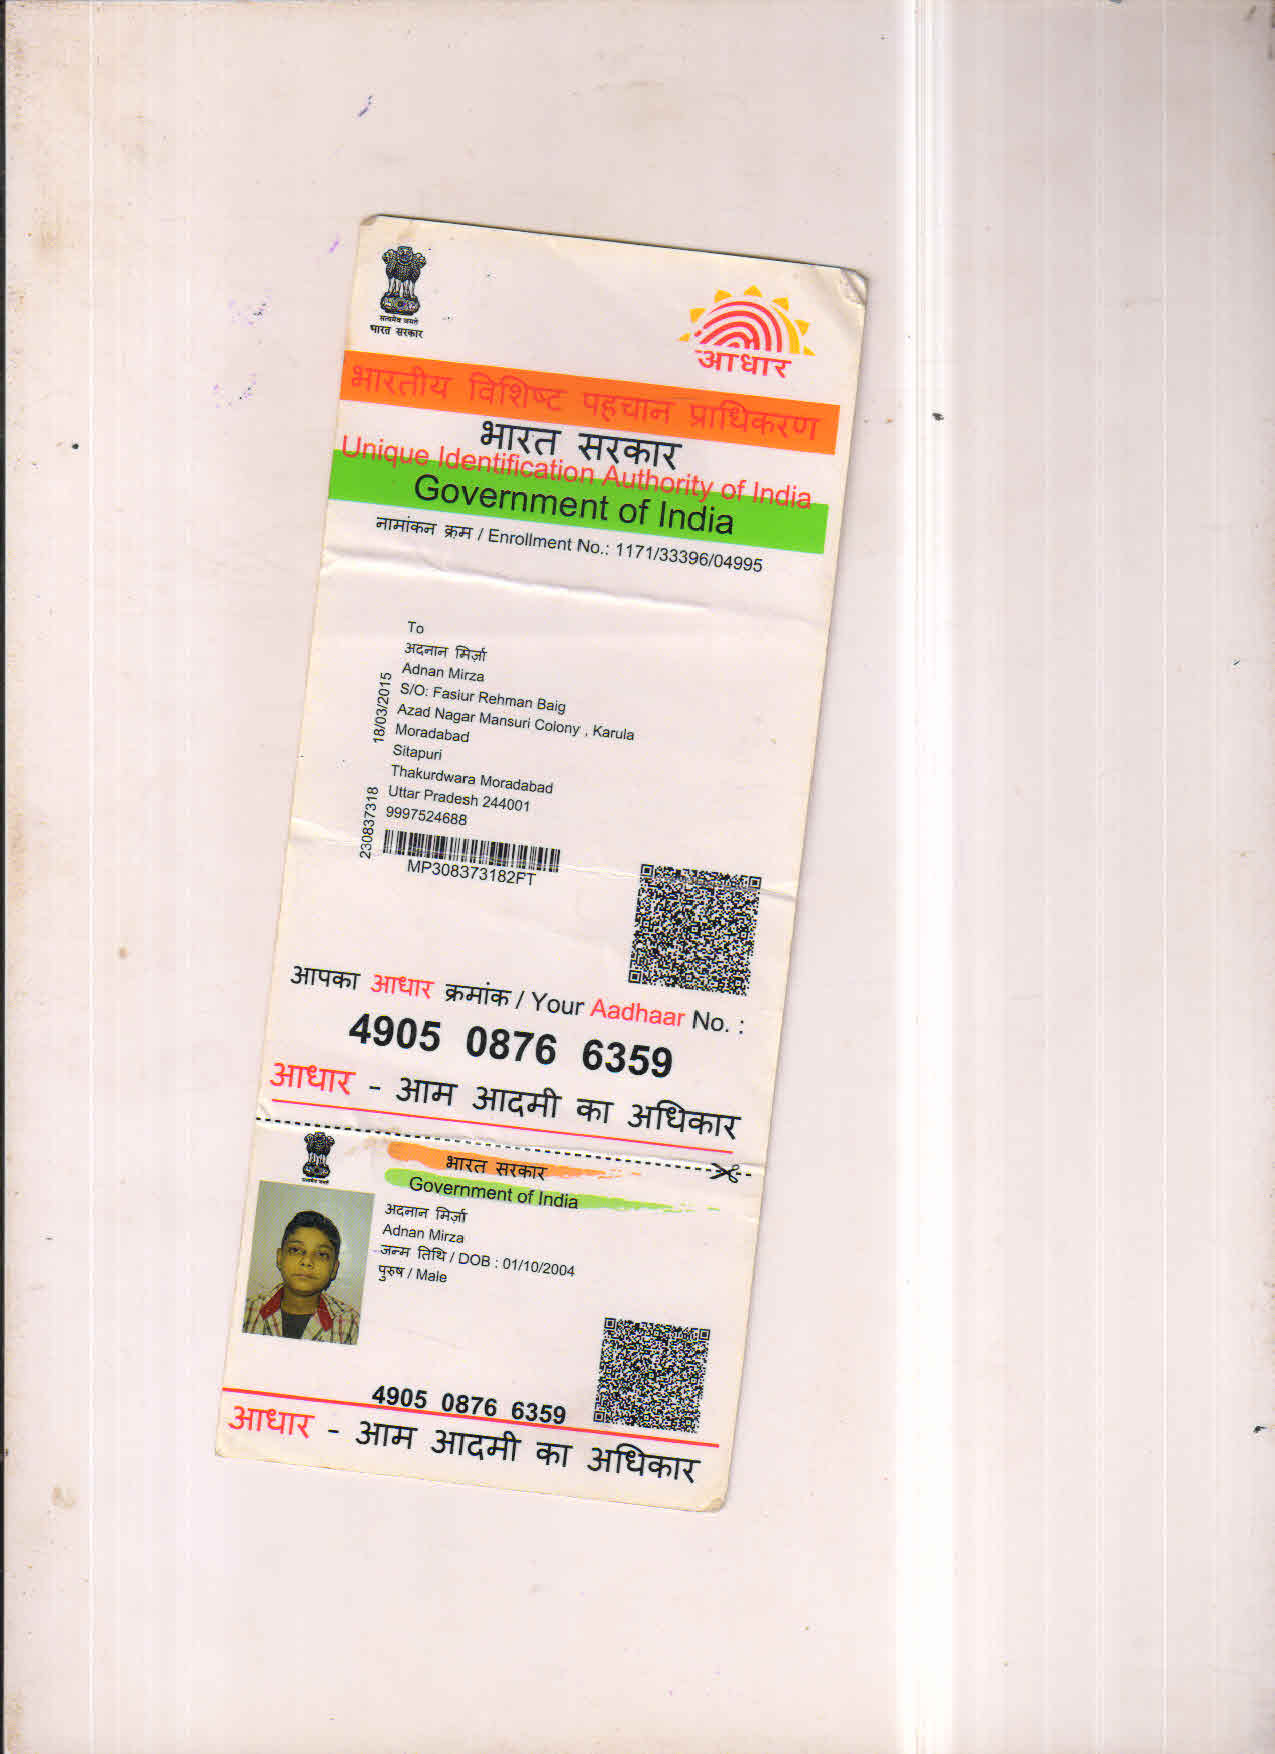 सत्यमेव जयते
भारत सरकार
आधार
भारतीय विशिष्ट पहचान प्राधिकरण
भारत सरकार
Unique Identification Authority of India
Government of India
नामांकन क्रम / Enrollment No.: 1171/33396/04995
To
अदनान मिर्ज़ा
Adnan Mirza
S/O: Fasiur Rehman Baig
Azad Nagar Mansuri Colony , Karula
Moradabad
Sitapuri
Thakurdwara Moradabad
Uttar Pradesh 244001
9997524688
18/03/2015
230837318
MP308373182FT
आपका आधार क्रमांक / Your Aadhaar No. :
4905 0876 6359
आधार - आम आदमी का अधिकार
भारत सरकार
Government of India
अदनान मिर्ज़ा
Adnan Mirza
जन्म तिथि / DOB : 01/10/2004
पुरुष / Male
4905 0876 6359
आधार - आम आदमी का अधिकार